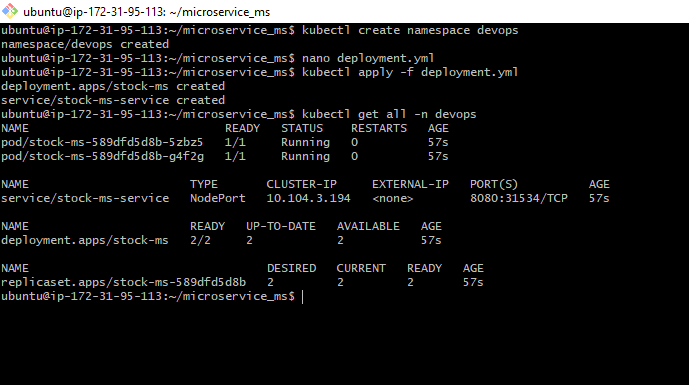 ubuntu@ip-172-31-95-113: ~/microservice_ms
ubuntu@ip-172-31-95-113:~/microservice_ms$ kubectl create namespace devops
namespace/devops created
ubuntu@ip-172-31-95-113:~/microservice_ms$ nano deployment.yml
ubuntu@ip-172-31-95-113:~/microservice_ms$ kubectl apply -f deployment.yml
deployment.apps/stock-ms created
service/stock-ms-service created
ubuntu@ip-172-31-95-113:~/microservice_ms$ kubectl get all -n devops
NAME READY STATUS RESTARTS AGE
pod/stock-ms-589dfd5d8b-5zbz5 1/1 Running 0 57s
pod/stock-ms-589dfd5d8b-g4f2g 1/1 Running 0 57s
NAME TYPE CLUSTER-IP EXTERNAL-IP PORT(S) AGE
service/stock-ms-service NodePort 10.104.3.194 <none> 8080:31534/TCP 57s
NAME READY UP-TO-DATE AVAILABLE AGE
deployment.apps/stock-ms 2/2 2 2 57s
NAME DESIRED CURRENT READY AGE
replicaset.apps/stock-ms-589dfd5d8b 2 2 2 57s
ubuntu@ip-172-31-95-113:~/microservice_ms$